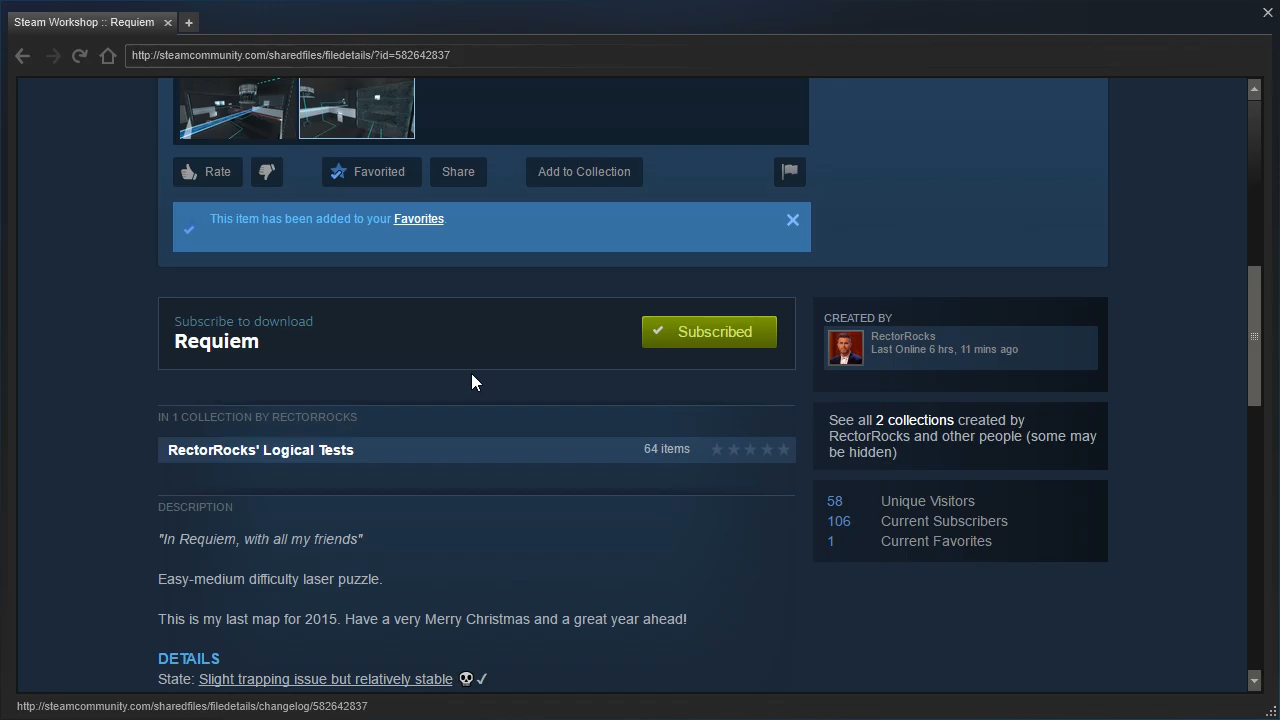 Steam Workshop :: Requiem
http://steamcommunity.com/sharedfiles/filedetails/?id=582642837
Rate
Favorited
Share
Add to Collection
This item has been added to your Favorites.
Subscribe to download
Requiem
Subscribed
CREATED BY
RectorRocks
Last Online 6 hrs, 11 mins ago
IN 1 COLLECTION BY RECTORROCKS
RectorRocks' Logical Tests
64 items
See all 2 collections created by
RectorRocks and other people (some may
be hidden)
58 Unique Visitors
106 Current Subscribers
1 Current Favorites
DESCRIPTION
"In Requiem, with all my friends"
Easy-medium difficulty laser puzzle.
This is my last map for 2015. Have a very Merry Christmas and a great year ahead!
DETAILS
State: Slight trapping issue but relatively stable
http://steamcommunity.com/sharedfiles/filedetails/changelog/582642837